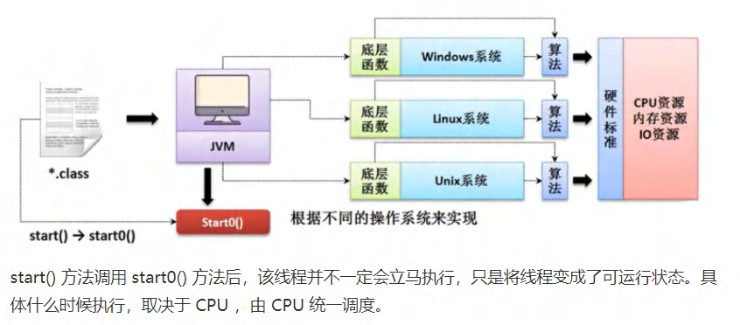 底层函数
Windows系统
算法
底层函数
Linux系统
算法
底层函数
Unix系统
算法
硬件标准
CPU资源
内存资源
IO资源
JVM
*.class
Start0()
start() → start0()
根据不同的操作系统来实现
start() 方法调用 start0() 方法后，该线程并不一定会立马执行，只是将线程变成了可运行状态。具
体什么时候执行，取决于 CPU ，由 CPU 统一调度。